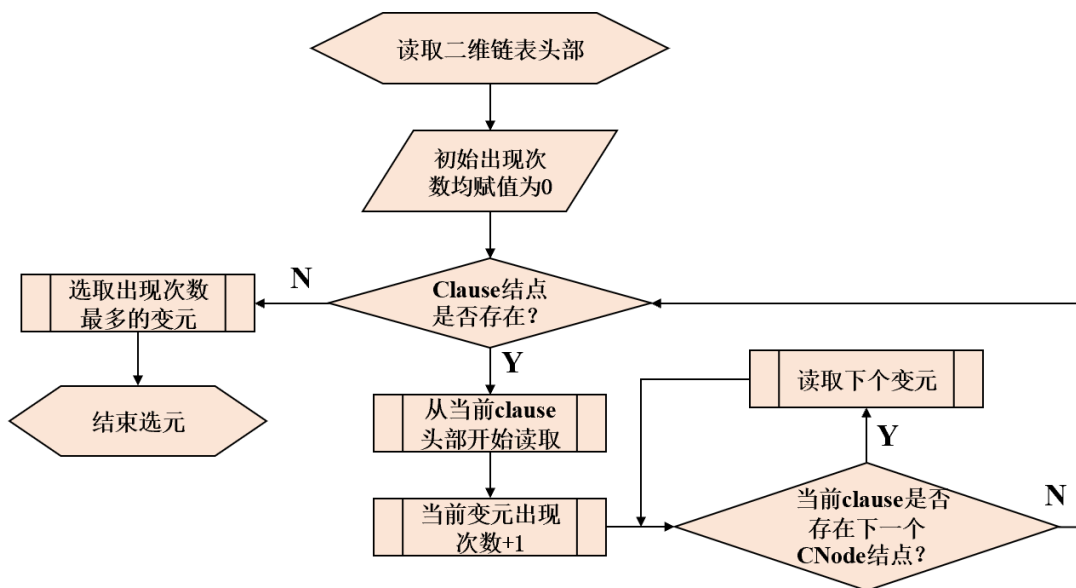 读取二维链表头部
初始出现次
数均赋值为0
N
选取出现次数
最多的变元
Clause结点
是否存在？
Y
读取下个变元
结束选元
从当前clause
头部开始读取
Y
当前变元出现
次数+1
当前clause是否
存在下一个
CNode结点？
N